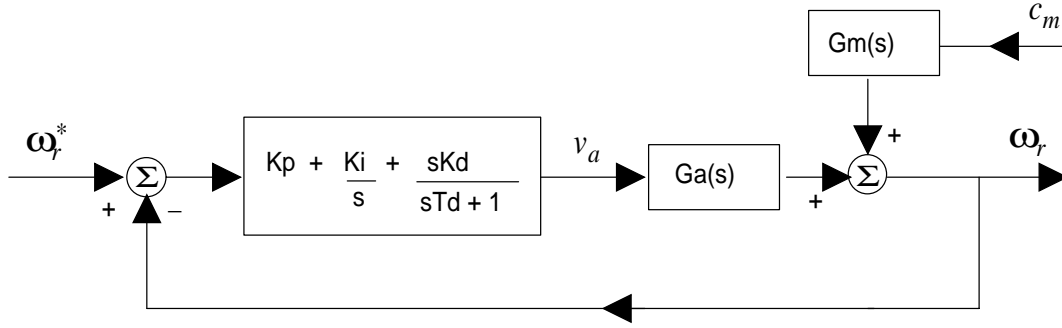 c_m
Gm(s)
ω_r^*
Kp + Ki/s + sKd/(sTd + 1)
v_a
Ga(s)
+
ω_r
Σ
Σ
+
−
+